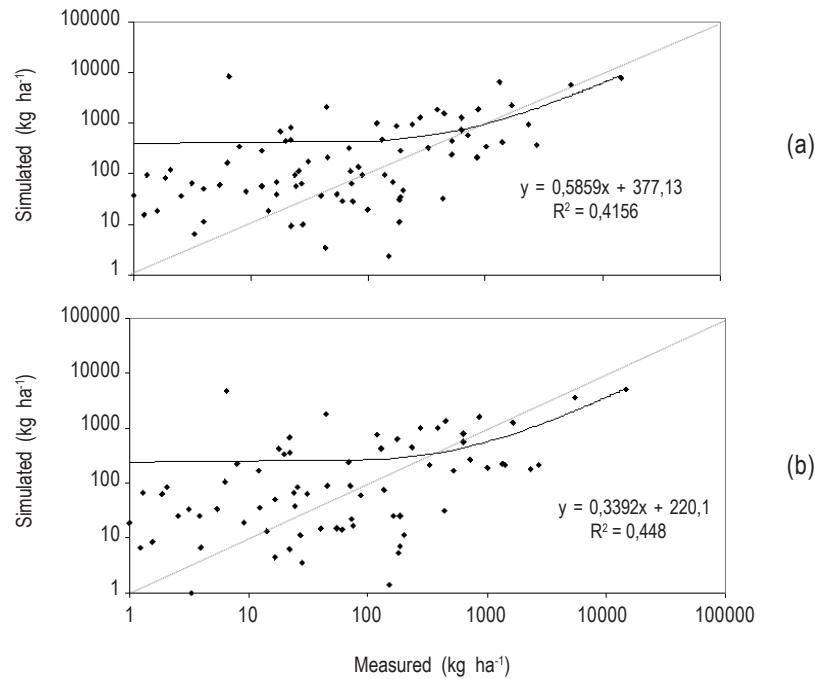 100000
10000
1000
100
10
1
Simulated (kg ha⁻¹)
y = 0,5859x + 377,13
R² = 0,4156
(a)
100000
10000
1000
100
10
1
Simulated (kg ha⁻¹)
y = 0,3392x + 220,1
R² = 0,448
(b)
1 10 100 1000 10000 100000
Measured (kg ha⁻¹)